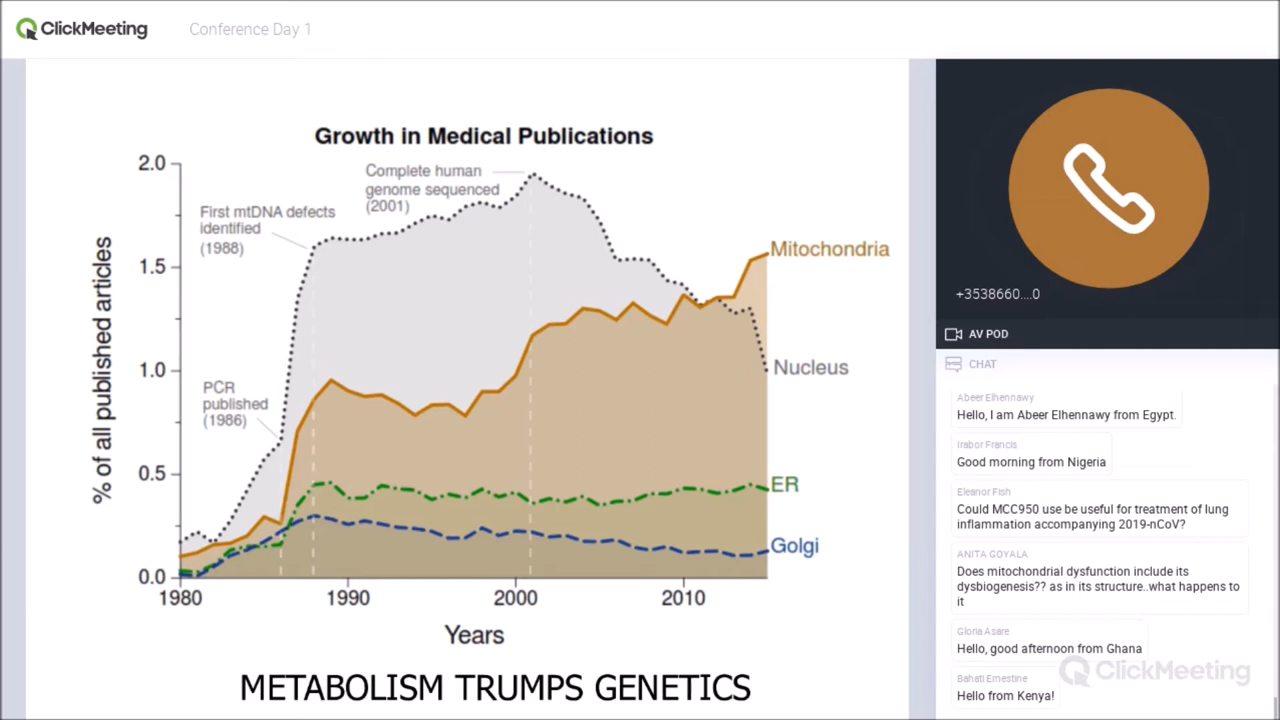 ClickMeeting
Conference Day 1
Growth in Medical Publications
% of all published articles
2.0
1.5
1.0
0.5
0.0
Complete human
genome sequenced
(2001)
First mtDNA defects
identified
(1988)
PCR
published
(1986)
Mitochondria
Nucleus
ER
Golgi
1980
1990
2000
2010
Years
METABOLISM TRUMPS GENETICS
+3538660....0
AV POD
CHAT
Abeer Elhennawy
Hello, I am Abeer Elhennawy from Egypt.
Irabor Francis
Good morning from Nigeria
Eleanor Fish
Could MCC950 use be useful for treatment of lung
inflammation accompanying 2019-nCoV?
ANITA GOYALA
Does mitochondrial dysfunction include its
dysbiogenesis?? as in its structure..what happens to
it
Gloria Asare
Hello, good afternoon from Ghana
Bahati Ernestine
Hello from Kenya!
ClickMeeting